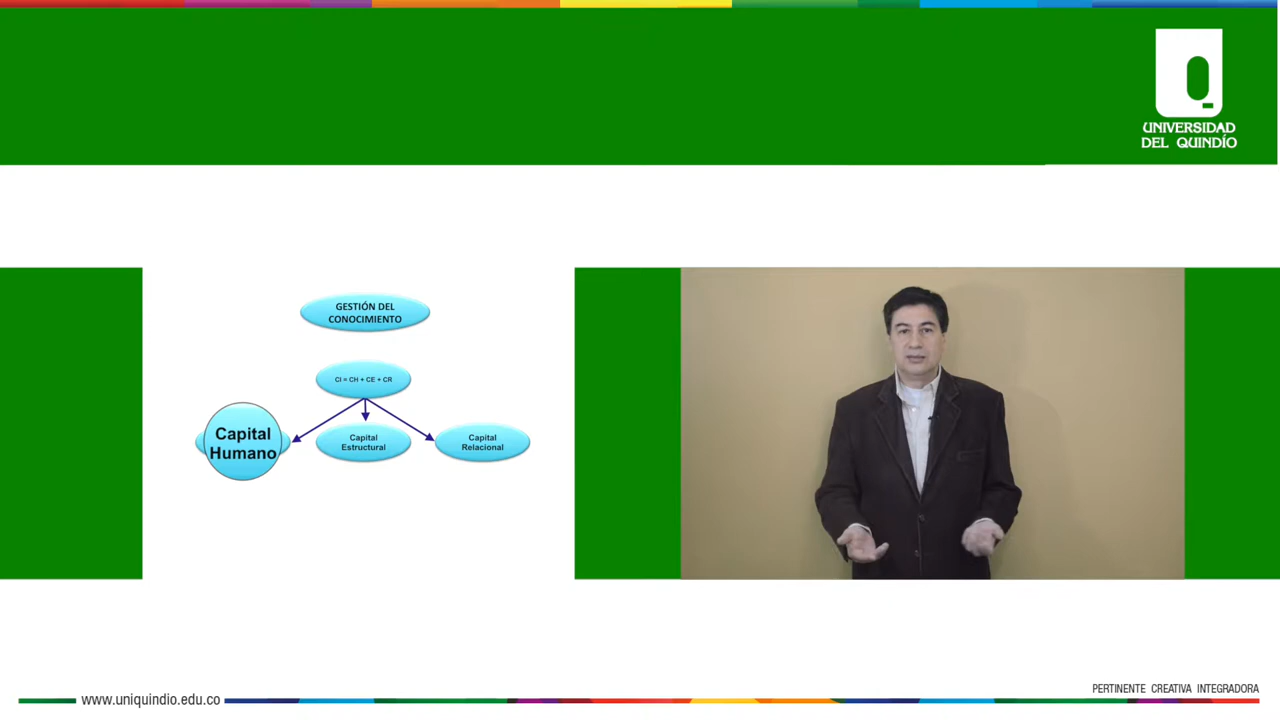 UNIVERSIDAD
DEL QUINDÍO
GESTIÓN DEL
CONOCIMIENTO
CI = CH + CE + CR
Capital
Humano
Capital
Estructural
Capital
Relacional
PERTINENTE CREATIVA INTEGRADORA
www.uniquindio.edu.co